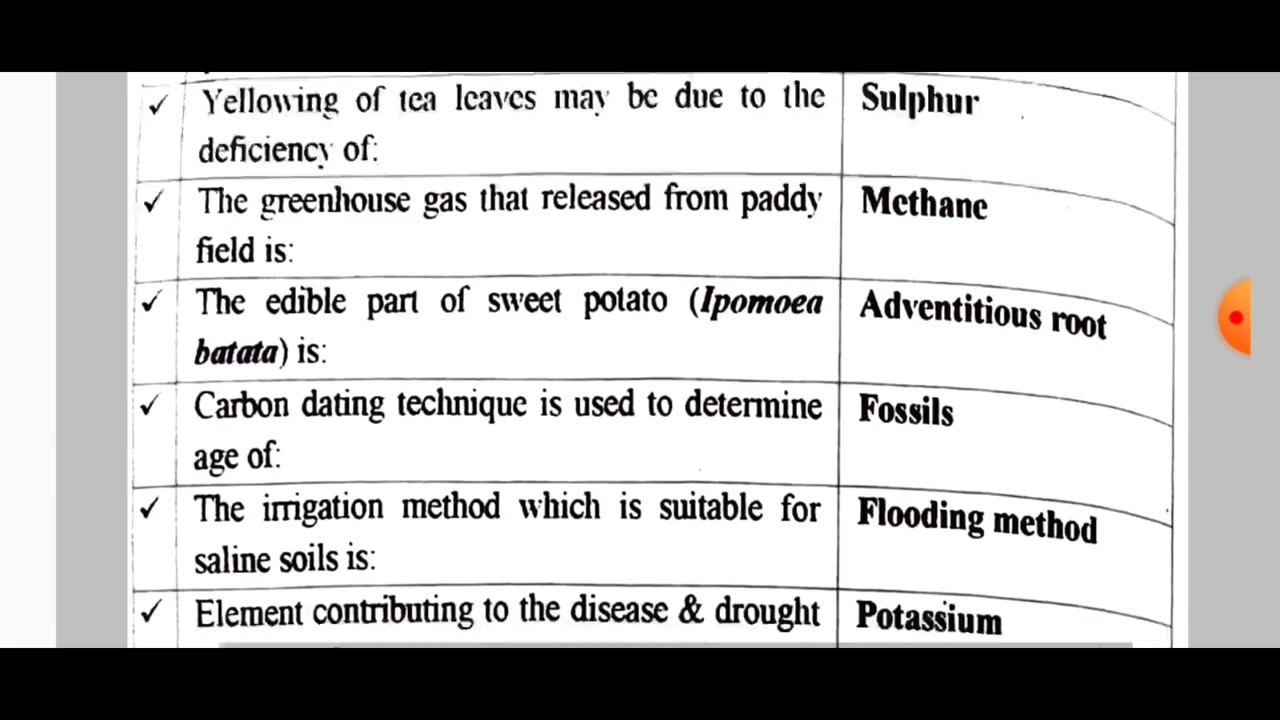 ✓ Yellowing of tea leaves may be due to the Sulphur
deficiency of:
✓ The greenhouse gas that released from paddy Methane
field is:
✓ The edible part of sweet potato (Ipomoea Adventitious root
batata) is:
✓ Carbon dating technique is used to determine Fossils
age of:
✓ The irrigation method which is suitable for Flooding method
saline soils is:
✓ Element contributing to the disease & drought Potassium